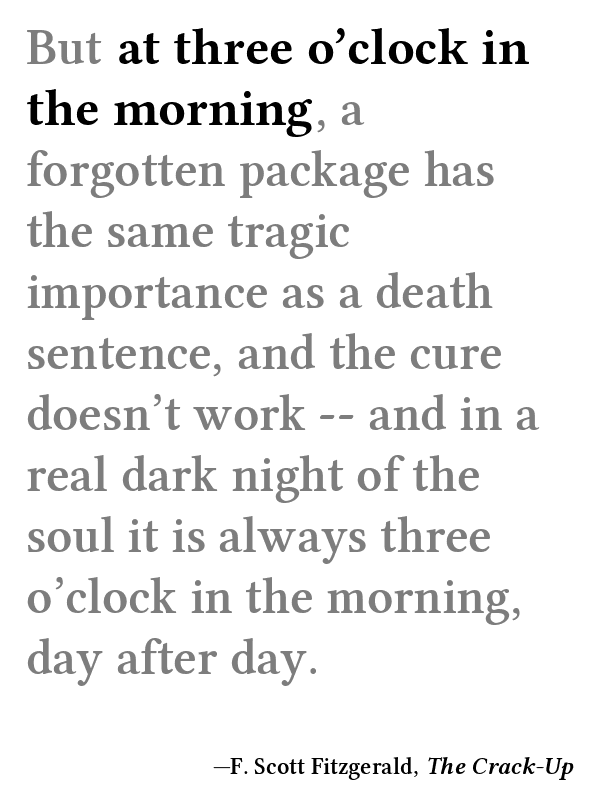 But at three o’clock in
the morning, a
forgotten package has
the same tragic
importance as a death
sentence, and the cure
doesn’t work -- and in a
real dark night of the
soul it is always three
o’clock in the morning,
day after day.
—F. Scott Fitzgerald, The Crack-Up